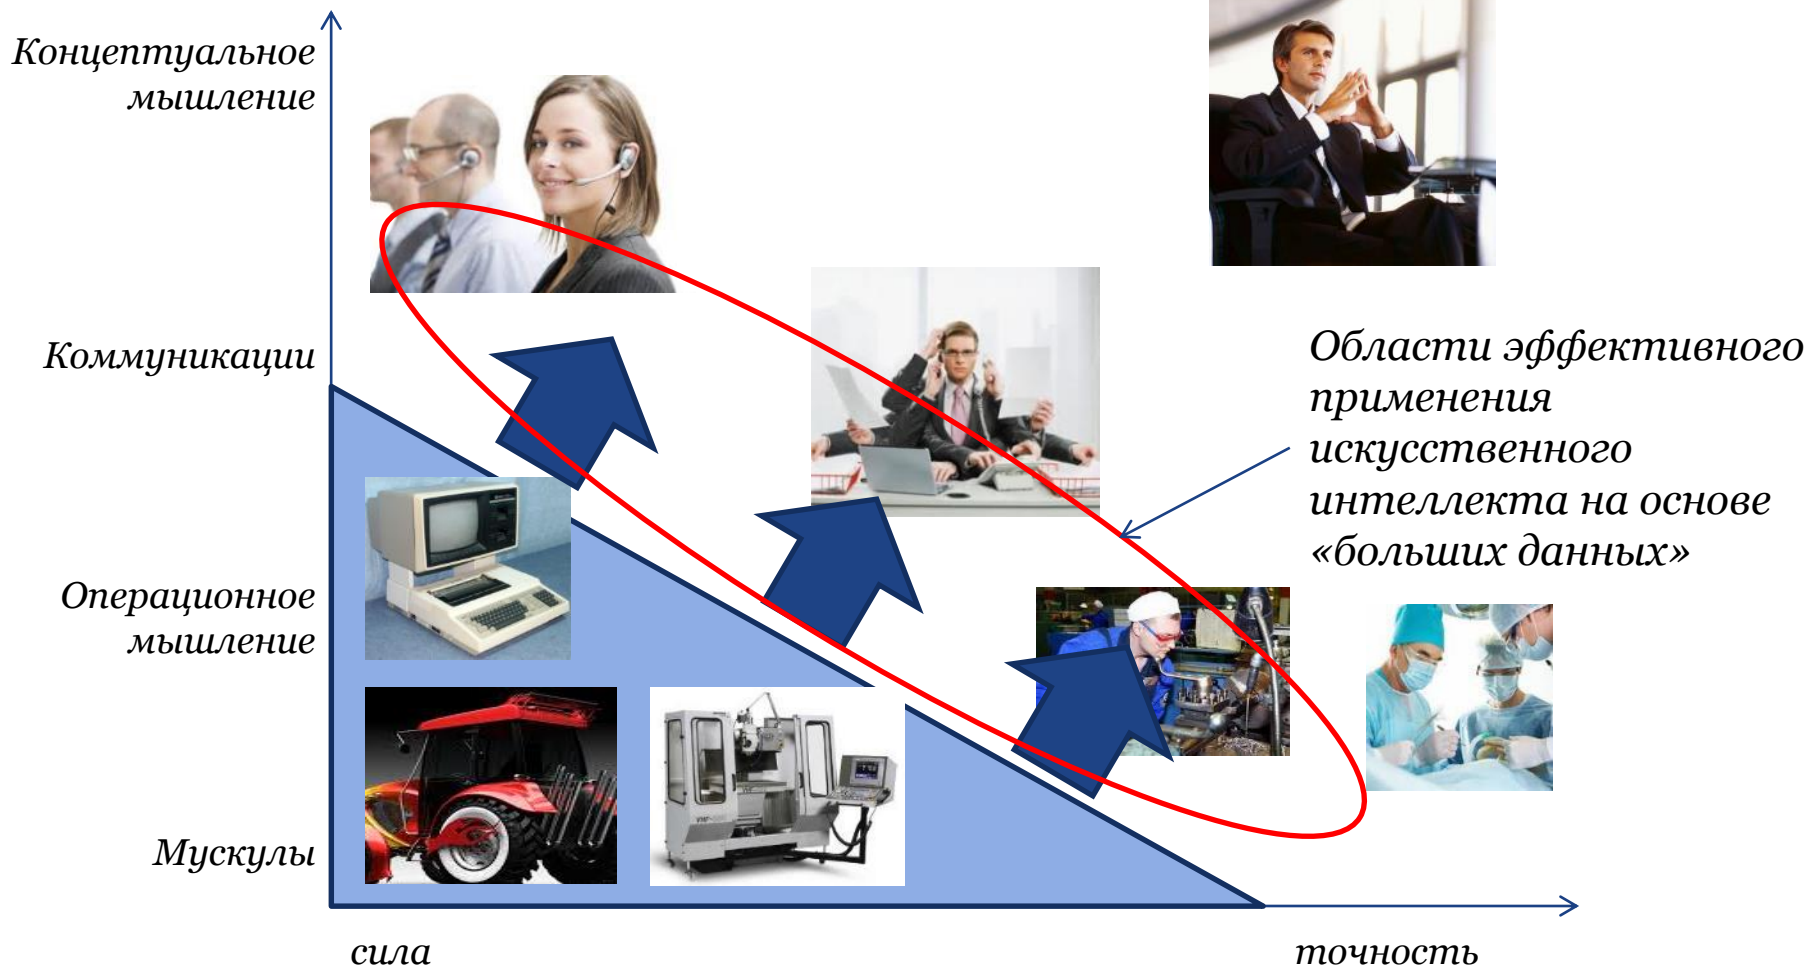 Концептуальное
мышление
Коммуникации
Области эффективного
применения
искусственного
интеллекта на основе
«больших данных»
Операционное
мышление
Мускулы
сила
точность